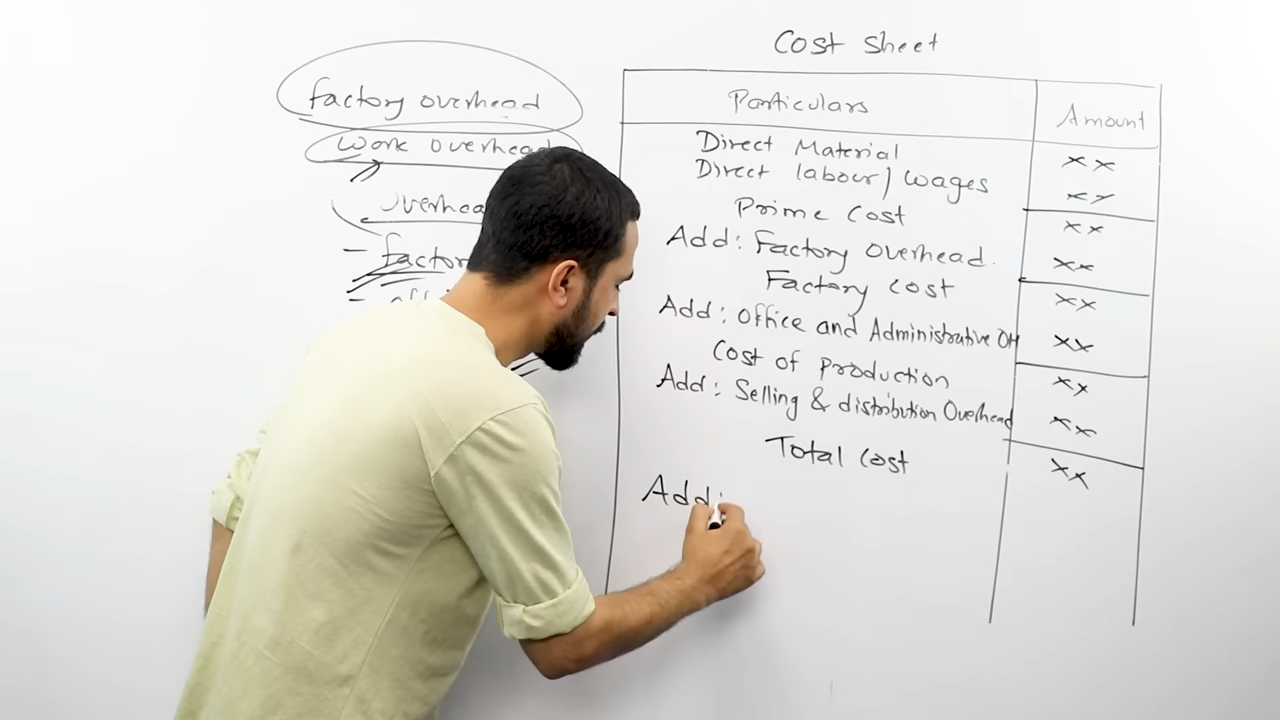 Cost Sheet
Factory overhead
Work overhead
- factor
Particulars
Amount
Direct Material
xx
Direct labour/Wages
xx
Prime Cost
xx
Add: Factory overhead.
xx
Factory cost
xx
Add: Office and Administrative OH
xx
Cost of Production
xx
Add: Selling & distribution Overhead
xx
Total Cost
xx
Add: